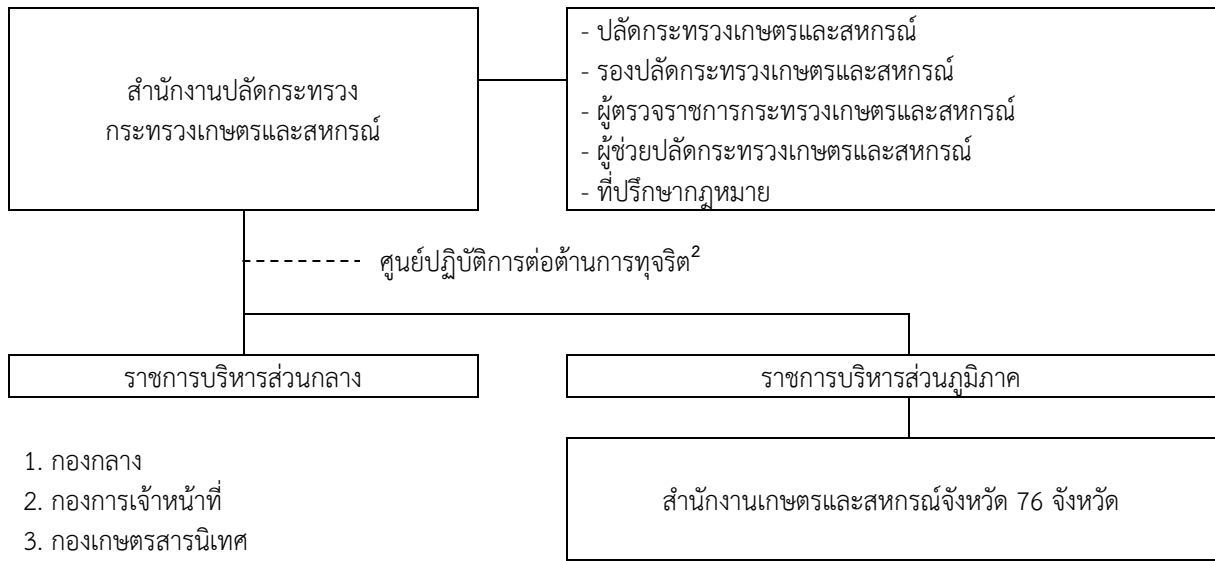 สำนักงานปลัดกระทรวง
กระทรวงเกษตรและสหกรณ์
- ปลัดกระทรวงเกษตรและสหกรณ์
- รองปลัดกระทรวงเกษตรและสหกรณ์
- ผู้ตรวจราชการกระทรวงเกษตรและสหกรณ์
- ผู้ช่วยปลัดกระทรวงเกษตรและสหกรณ์
- ที่ปรึกษากฎหมาย
ศูนย์ปฏิบัติการต่อต้านการทุจริต²
ราชการบริหารส่วนกลาง
ราชการบริหารส่วนภูมิภาค
1. กองกลาง
2. กองการเจ้าหน้าที่
3. กองเกษตรสารนิเทศ
สำนักงานเกษตรและสหกรณ์จังหวัด 76 จังหวัด